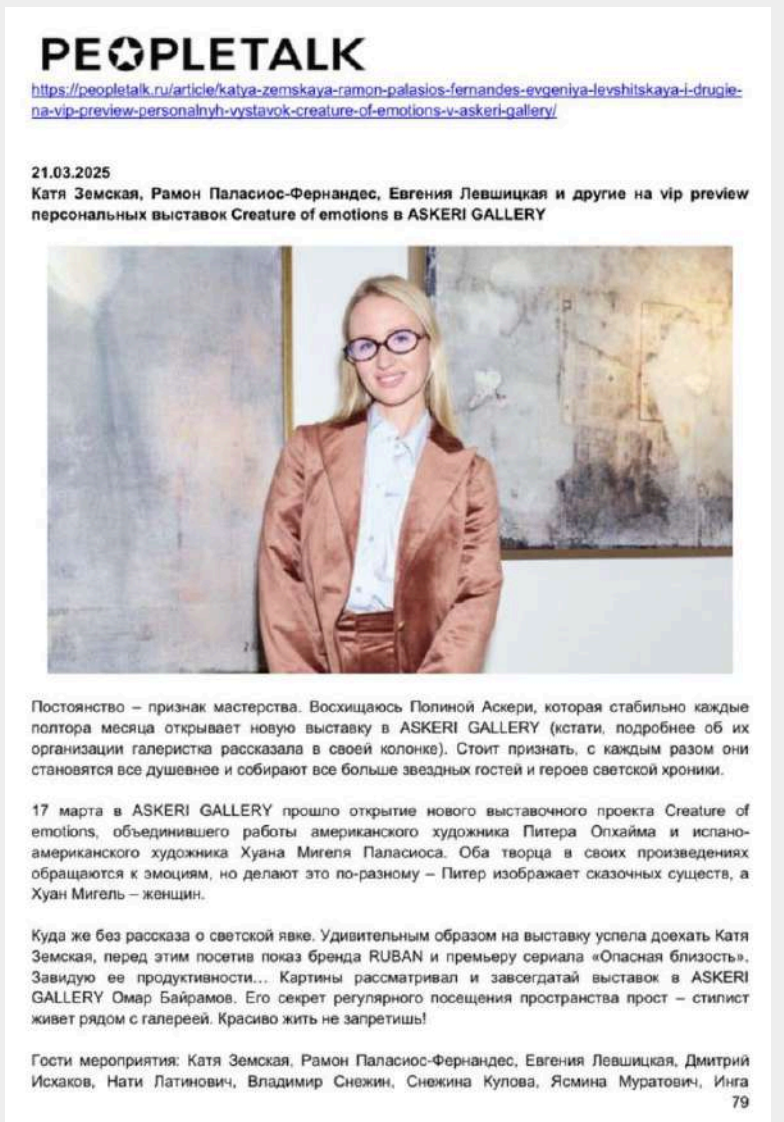 PEOPLETALK
https://peopletalk.ru/article/katya-zemskaya-ramon-palasios-fernandes-evgeniya-levshitskaya-i-drugie-
na-vip-preview-personalnyh-vystavok-creature-of-emotions-v-askeri-gallery/
21.03.2025
Катя Земская, Рамон Паласиос-Фернандес, Евгения Левшицкая и другие на vip preview
персональных выставок Creature of emotions в ASKERI GALLERY
Постоянство – признак мастерства. Восхищаюсь Полиной Аскери, которая стабильно каждые
полтора месяца открывает новую выставку в ASKERI GALLERY (кстати, подробнее об их
организации галеристка рассказала в своей колонке). Стоит признать, с каждым разом они
становятся все душевнее и собирают все больше звездных гостей и героев светской хроники.
17 марта в ASKERI GALLERY прошло открытие нового выставочного проекта Creature of
emotions, объединившего работы американского художника Питера Опхайма и испано-
американского художника Хуана Мигеля Паласиоса. Оба творца в своих произведениях
обращаются к эмоциям, но делают это по-разному – Питер изображает сказочных существ, а
Хуан Мигель – женщин.
Куда же без рассказа о светской явке. Удивительным образом на выставку успела доехать Катя
Земская, перед этим посетив показ бренда RUBAN и премьеру сериала «Опасная близость».
Завидую ее продуктивности... Картины рассматривал и завсегдатай выставок в ASKERI
GALLERY Омар Байрамов. Его секрет регулярного посещения пространства прост – стилист
живет рядом с галереей. Красиво жить не запретишь!
Гости мероприятия: Катя Земская, Рамон Паласиос-Фернандес, Евгения Левшицкая, Дмитрий
Исхаков, Нати Латинович, Владимир Снежин, Снежина Кулова, Ясмина Муратович, Инга
79